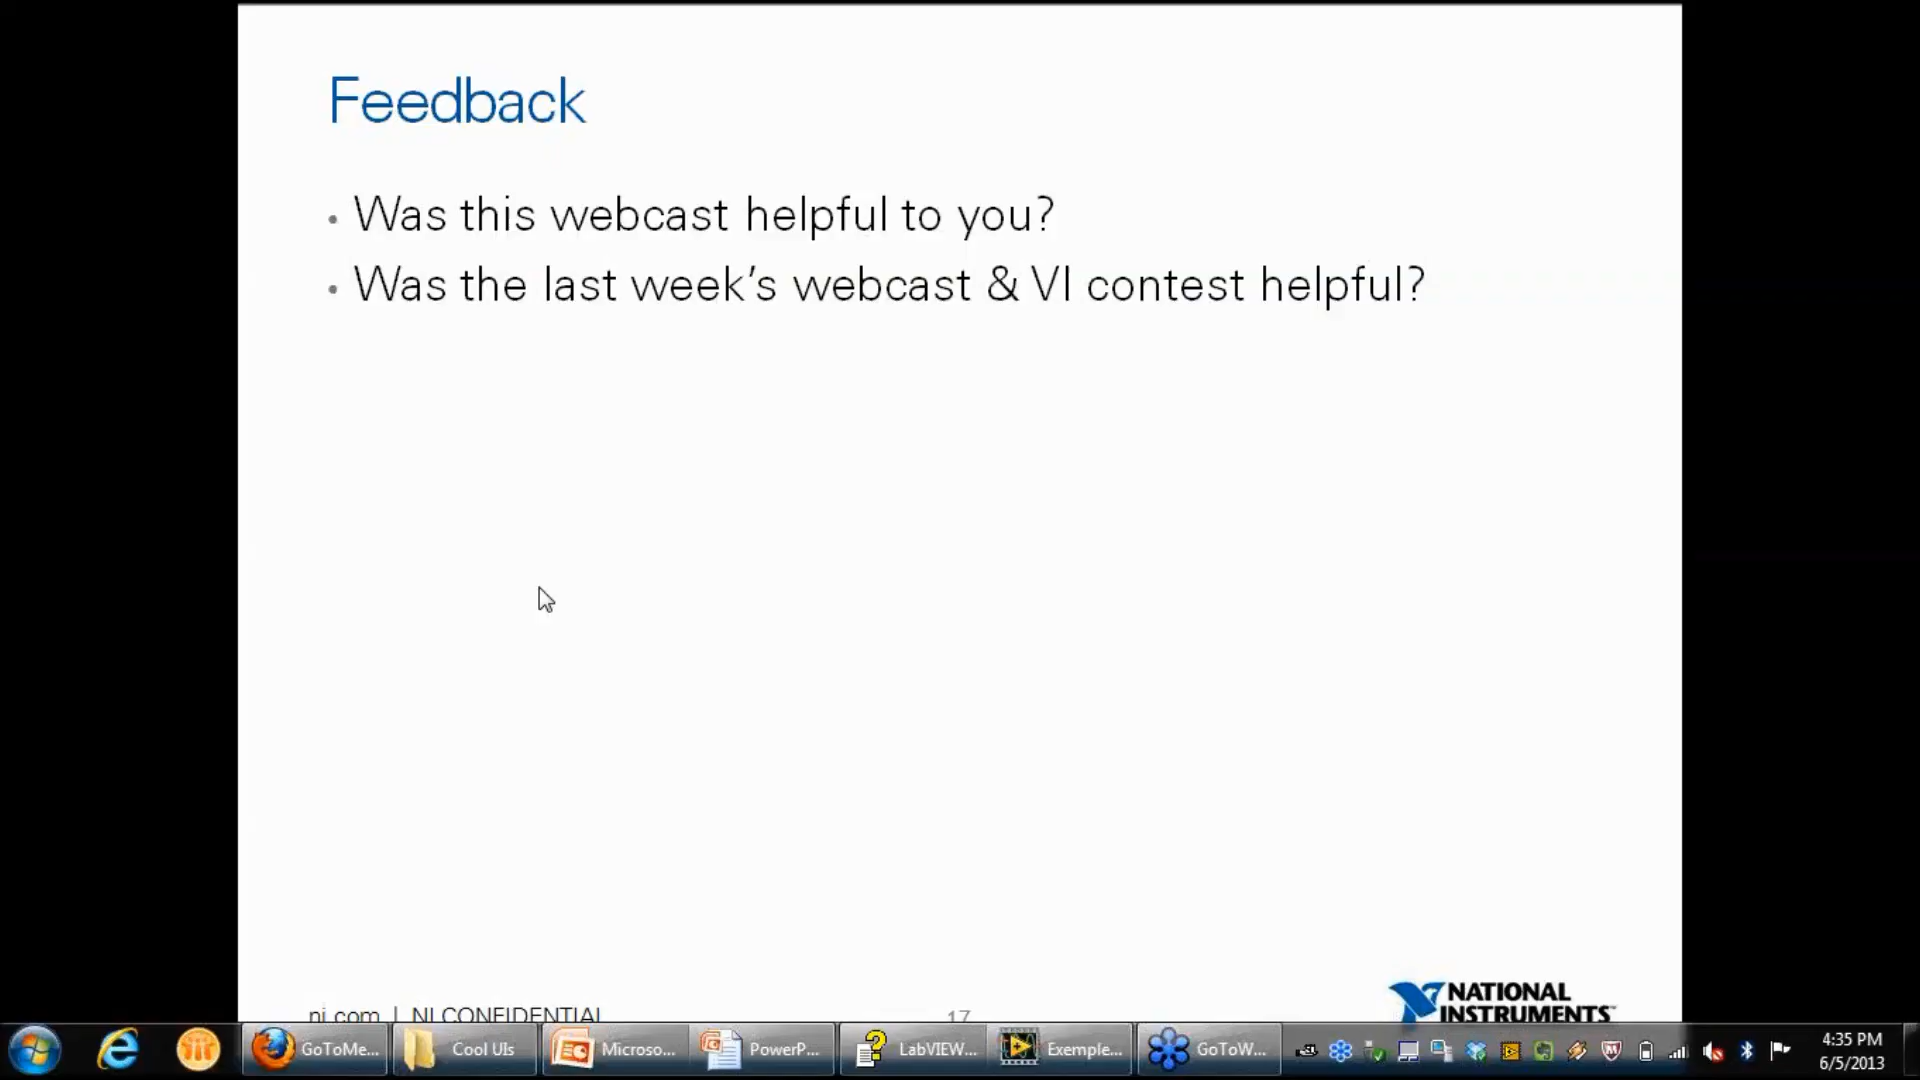 Feedback
• Was this webcast helpful to you?
• Was the last week's webcast & VI contest helpful?
ni.com | NI CONFIDENTIAL
17
NATIONAL
INSTRUMENTS™
GoToMe...
Cool UIs
Microso...
PowerP...
LabVIEW...
Exemple...
GoToW...
4:35 PM
6/5/2013